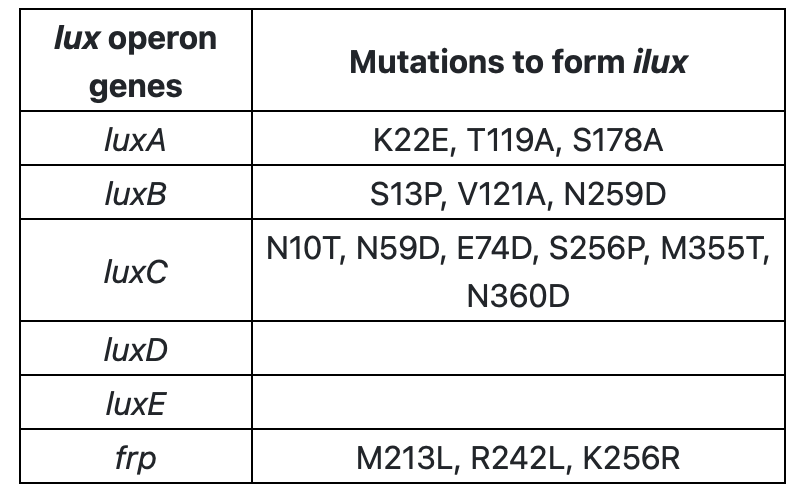 lux operon
genes
Mutations to form ilux
luxA
K22E, T119A, S178A
luxB
S13P, V121A, N259D
luxC
N10T, N59D, E74D, S256P, M355T,
N360D
luxD
luxE
frp
M213L, R242L, K256R